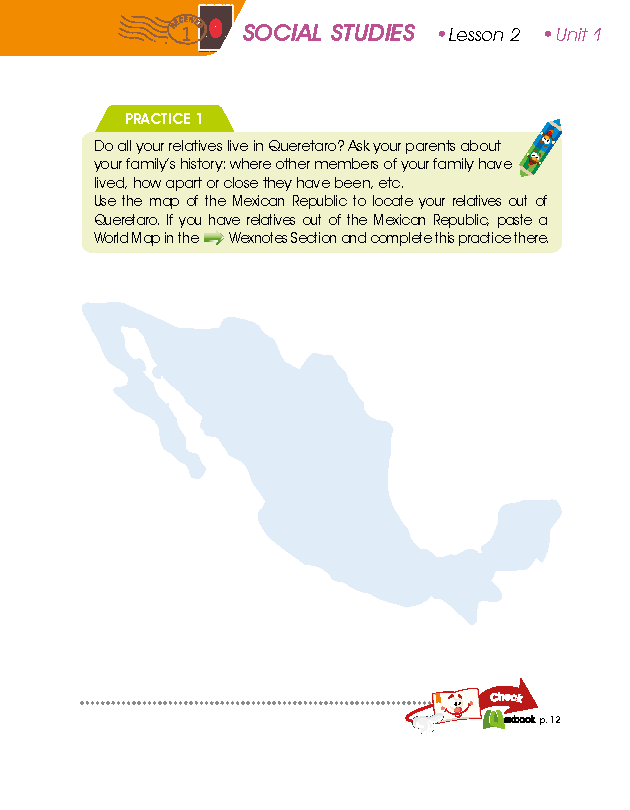 RECENTLY
1
SOCIAL STUDIES • Lesson 2 • Unit 1
PRACTICE 1
Do all your relatives live in Queretaro? Ask your parents about
your family's history: where other members of your family have
lived, how apart or close they have been, etc.
Use the map of the Mexican Republic to locate your relatives out of
Queretaro. If you have relatives out of the Mexican Republic, paste a
World Map in the Wexnotes Section and complete this practice there.
Check
exbook p. 12